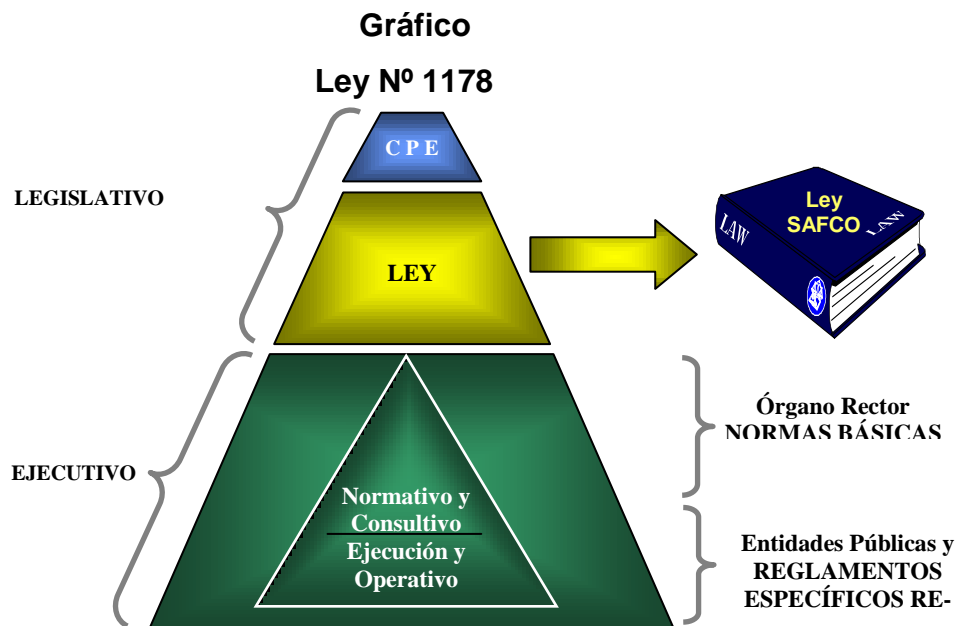 Gráfico
Ley Nº 1178
C P E
LEGISLATIVO
LEY
Ley
SAFCO
LAW
LAW
Órgano Rector
NORMAS BÁSICAS
EJECUTIVO
Normativo y
Consultivo
Ejecución y
Operativo
Entidades Públicas y
REGLAMENTOS
ESPECÍFICOS RE-